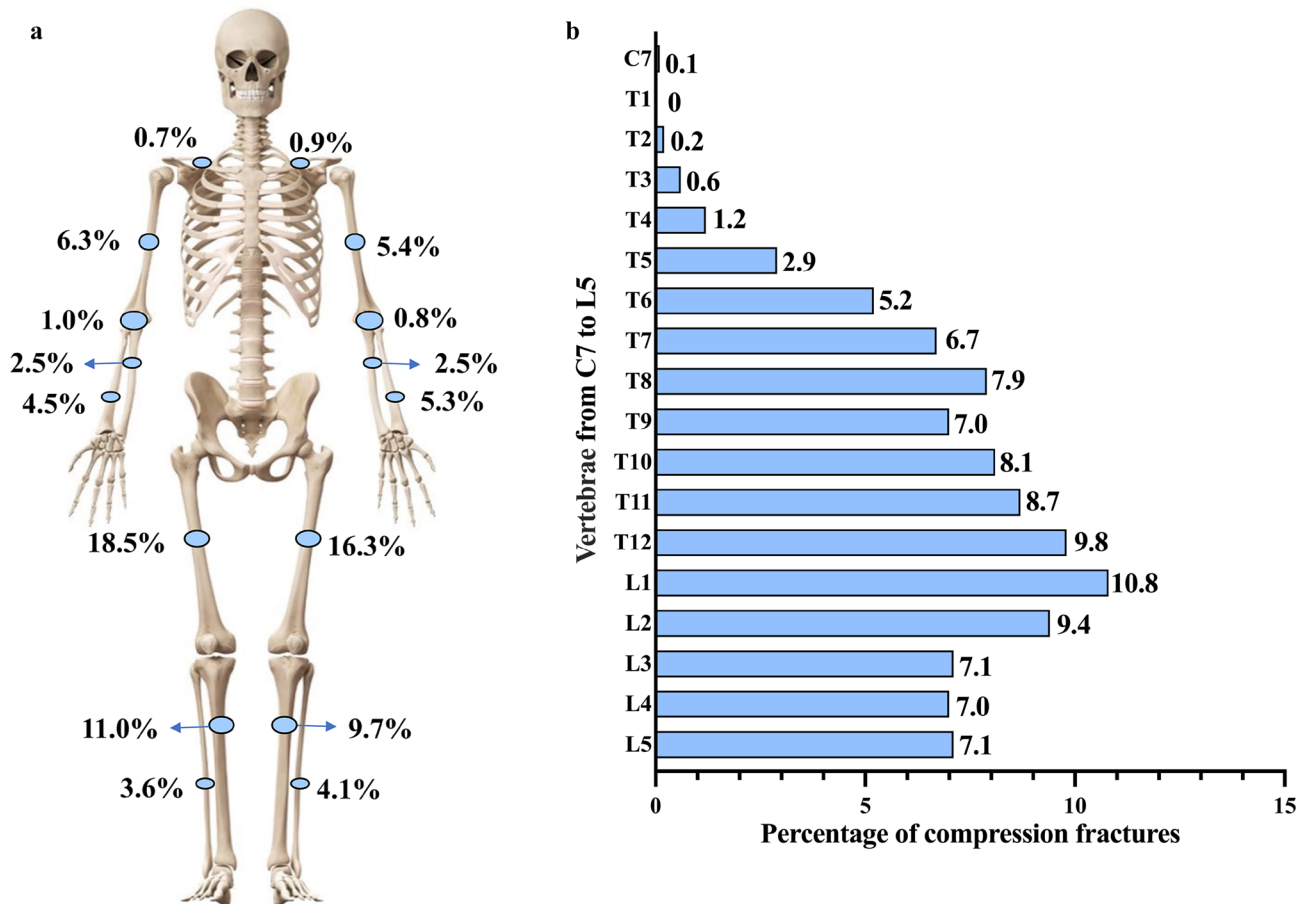 a
0.7%
0.9%
6.3%
5.4%
1.0%
0.8%
2.5%
2.5%
4.5%
5.3%
18.5%
16.3%
11.0%
9.7%
3.6%
4.1%
b
Vertebrae from C7 to L5
C7 0.1
T1 0
T2 0.2
T3 0.6
T4 1.2
T5 2.9
T6 5.2
T7 6.7
T8 7.9
T9 7.0
T10 8.1
T11 8.7
T12 9.8
L1 10.8
L2 9.4
L3 7.1
L4 7.0
L5 7.1
0 5 10 15
Percentage of compression fractures